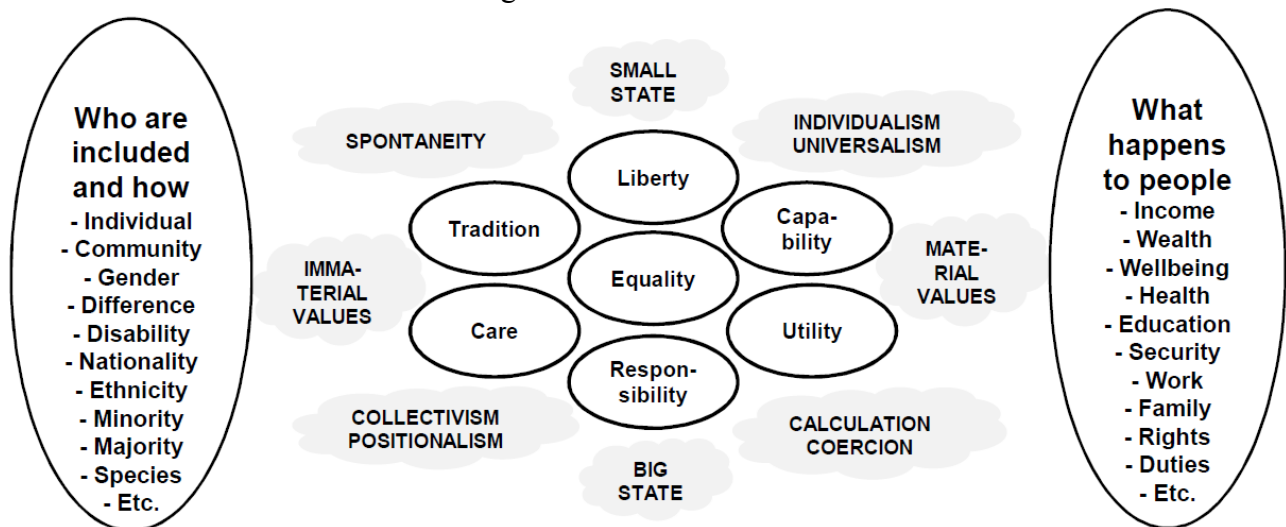 Who are
included
and how
- Individual
- Community
- Gender
- Difference
- Disability
- Nationality
- Ethnicity
- Minority
- Majority
- Species
- Etc.
SMALL
STATE
SPONTANEITY
INDIVIDUALISM
UNIVERSALISM
Liberty
Tradition
Capa-
bility
IMMA-
TERIAL
VALUES
Equality
MATE-
RIAL
VALUES
Care
Utility
Respon-
sibility
COLLECTIVISM
POSITIONALISM
CALCULATION
COERCION
BIG
STATE
What
happens
to people
- Income
- Wealth
- Wellbeing
- Health
- Education
- Security
- Work
- Family
- Rights
- Duties
- Etc.